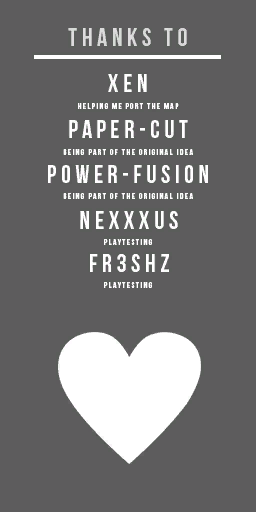 THANKS TO
XEN
HELPING ME PORT THE MAP
PAPER-CUT
BEING PART OF THE ORIGINAL IDEA
POWER-FUSION
BEING PART OF THE ORIGINAL IDEA
NEXXXUS
PLAYTESTING
FR3SHZ
PLAYTESTING